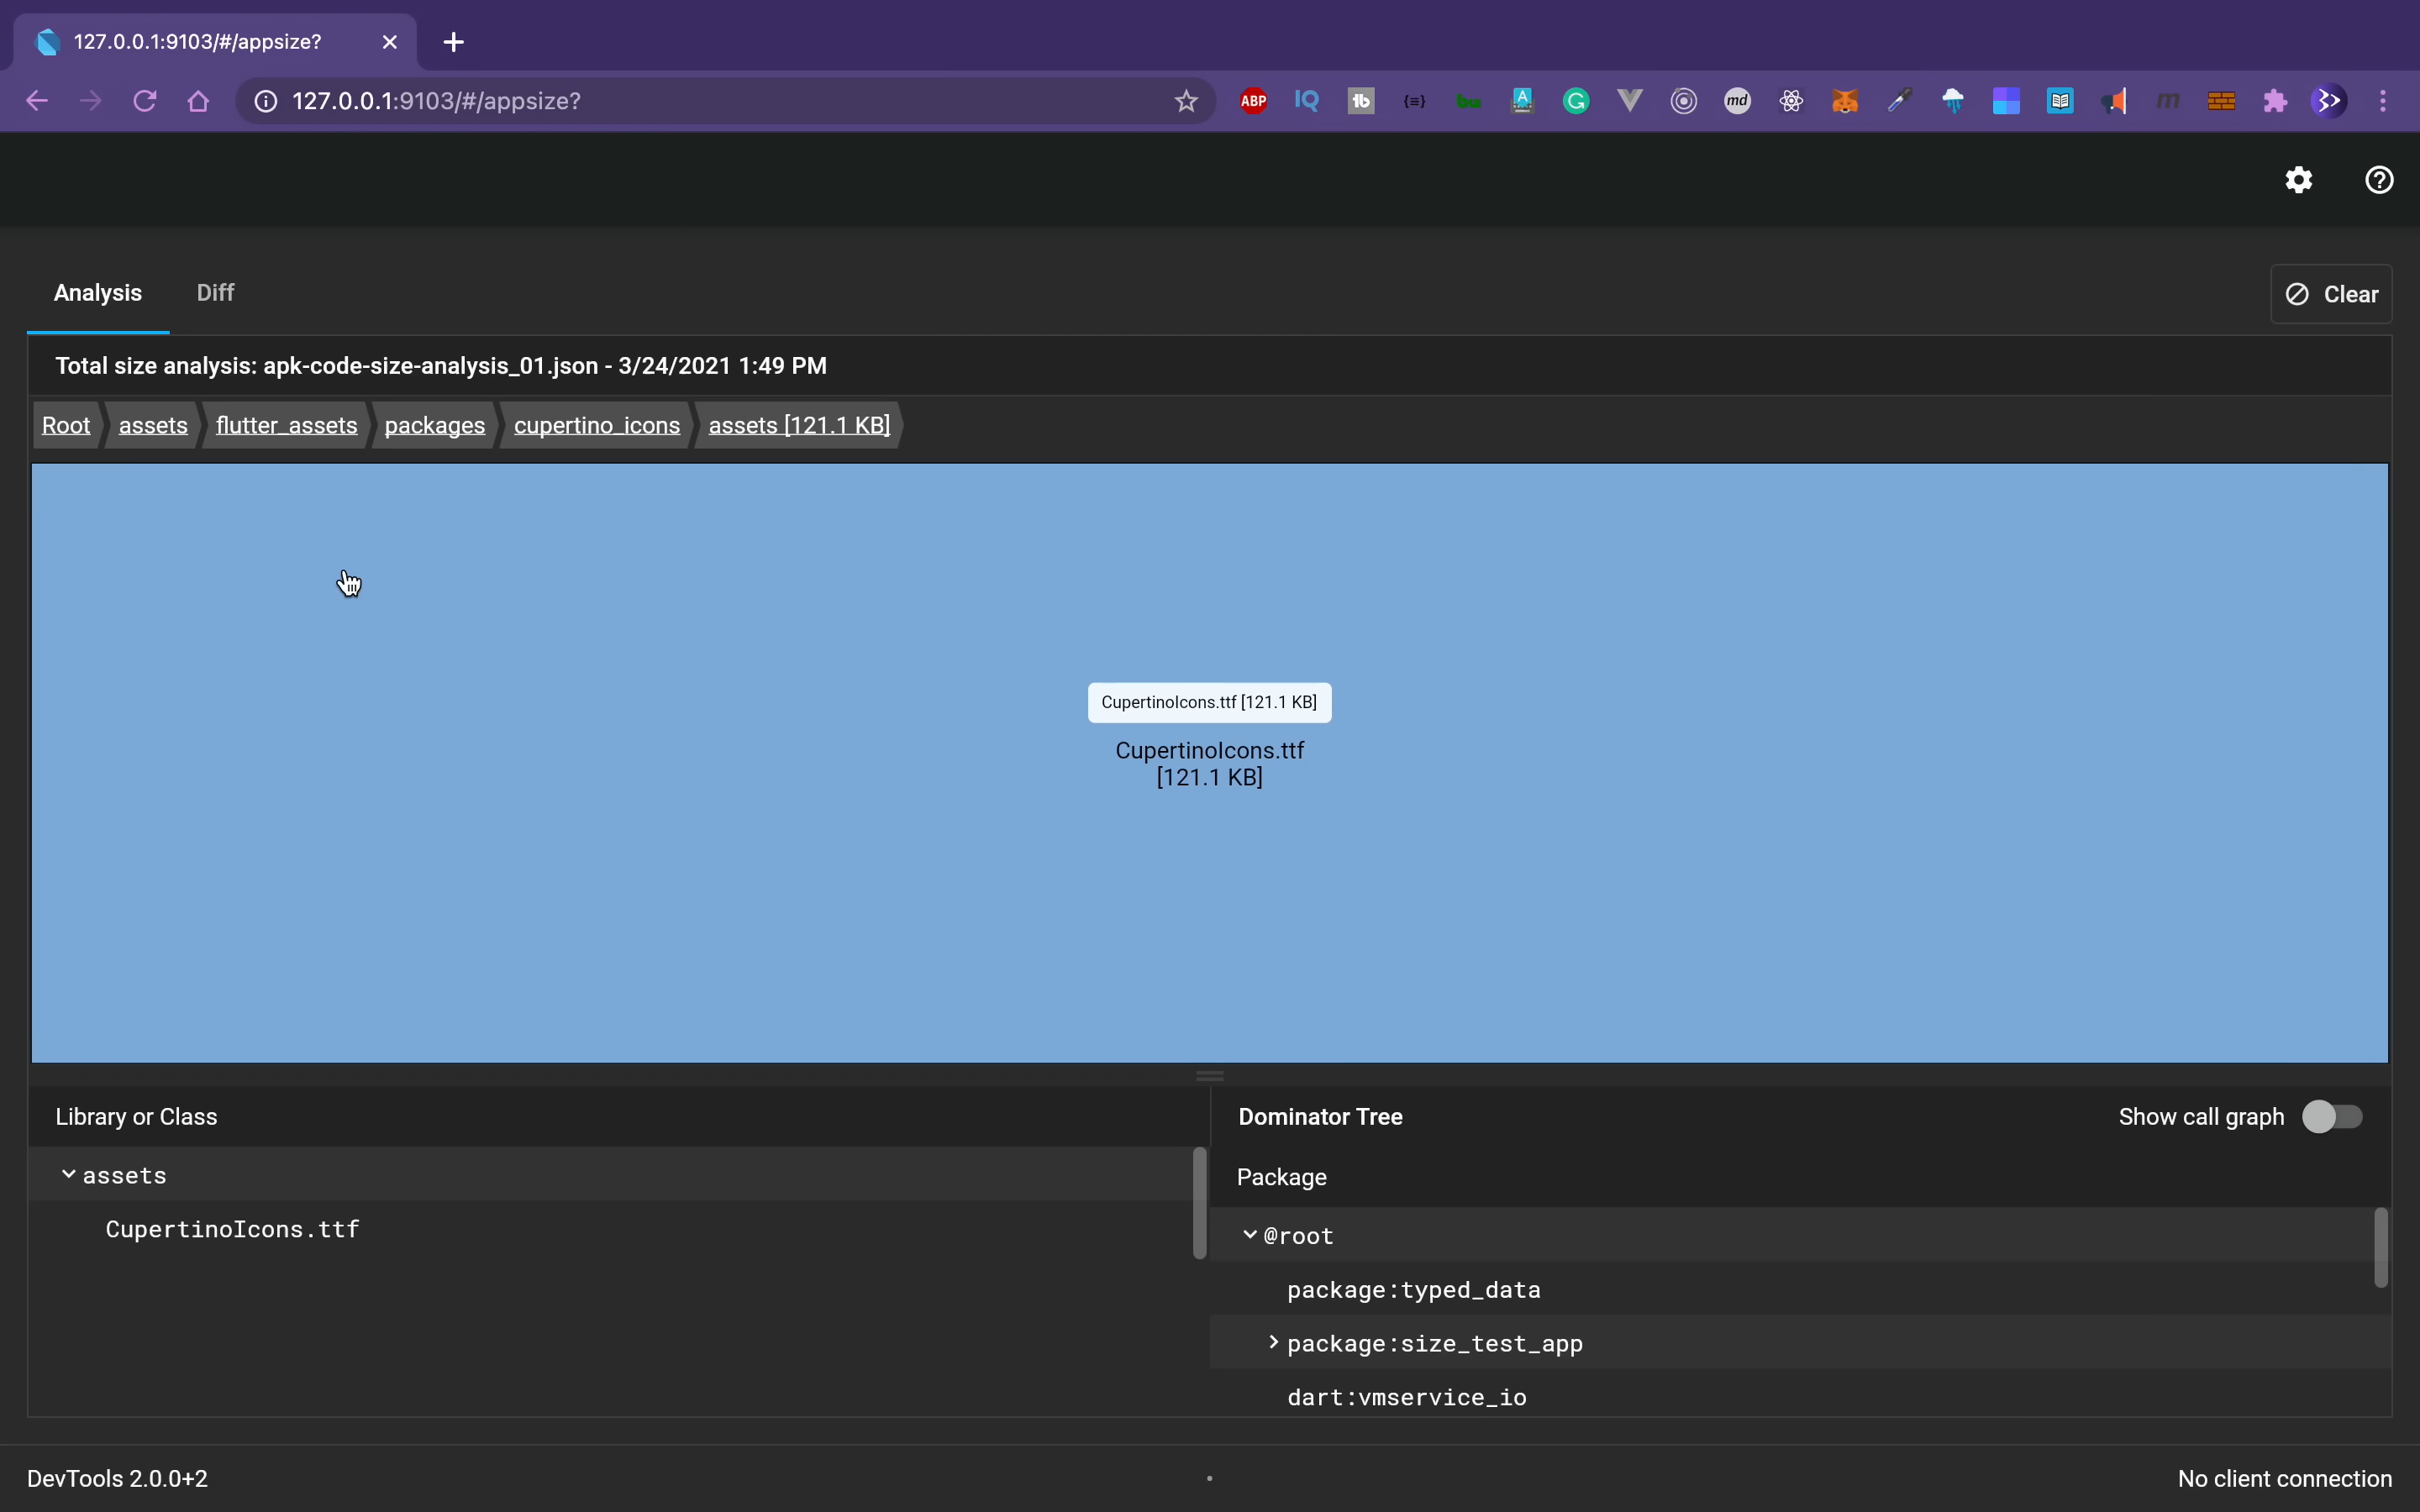 127.0.0.1:9103/#/appsize?
127.0.0.1:9103/#/appsize?
ABP
IQ
tb
{≡}
A
G
md
m
Analysis
Diff
Clear
Total size analysis: apk-code-size-analysis_01.json - 3/24/2021 1:49 PM
Root assets flutter_assets packages cupertino_icons assets [121.1 KB]
CupertinoIcons.ttf [121.1 KB]
CupertinoIcons.ttf
[121.1 KB]
Library or Class
assets
CupertinoIcons.ttf
Dominator Tree
Show call graph
Package
@root
package:typed_data
package:size_test_app
dart:vmservice_io
DevTools 2.0.0+2
No client connection